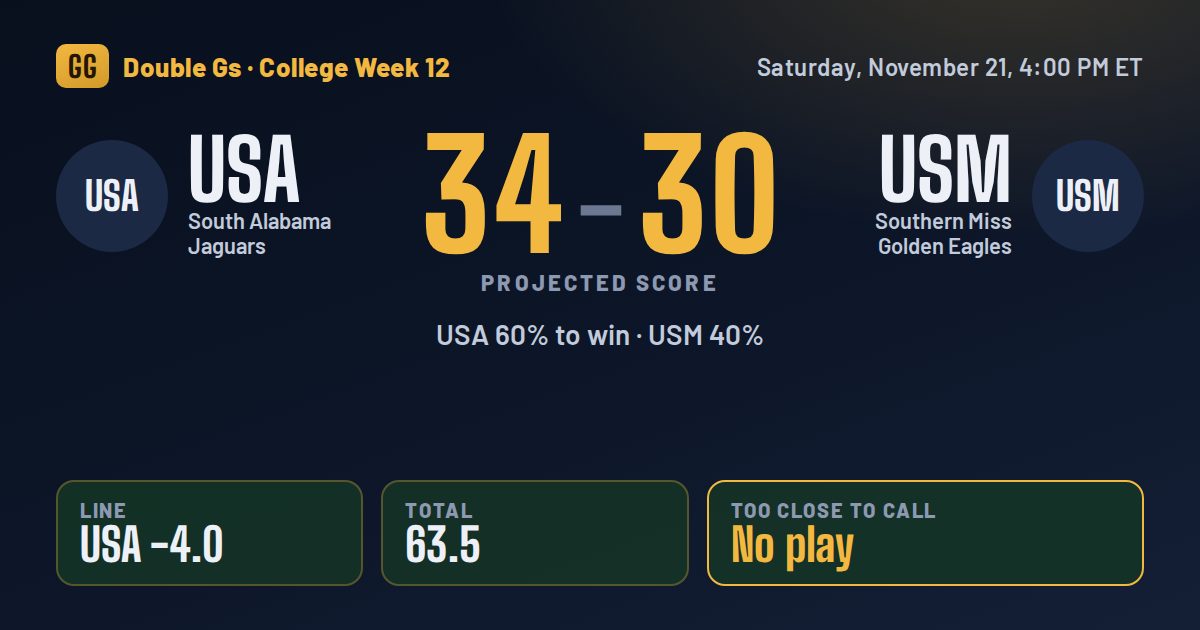 GG
Double Gs · College Week 12
Saturday, November 21, 4:00 PM ET
USA
USA
South Alabama
Jaguars
34 – 30
PROJECTED SCORE
USA 60% to win · USM 40%
USM
Southern Miss
Golden Eagles
USM
LINE
USA −4.0
TOTAL
63.5
TOO CLOSE TO CALL
No play